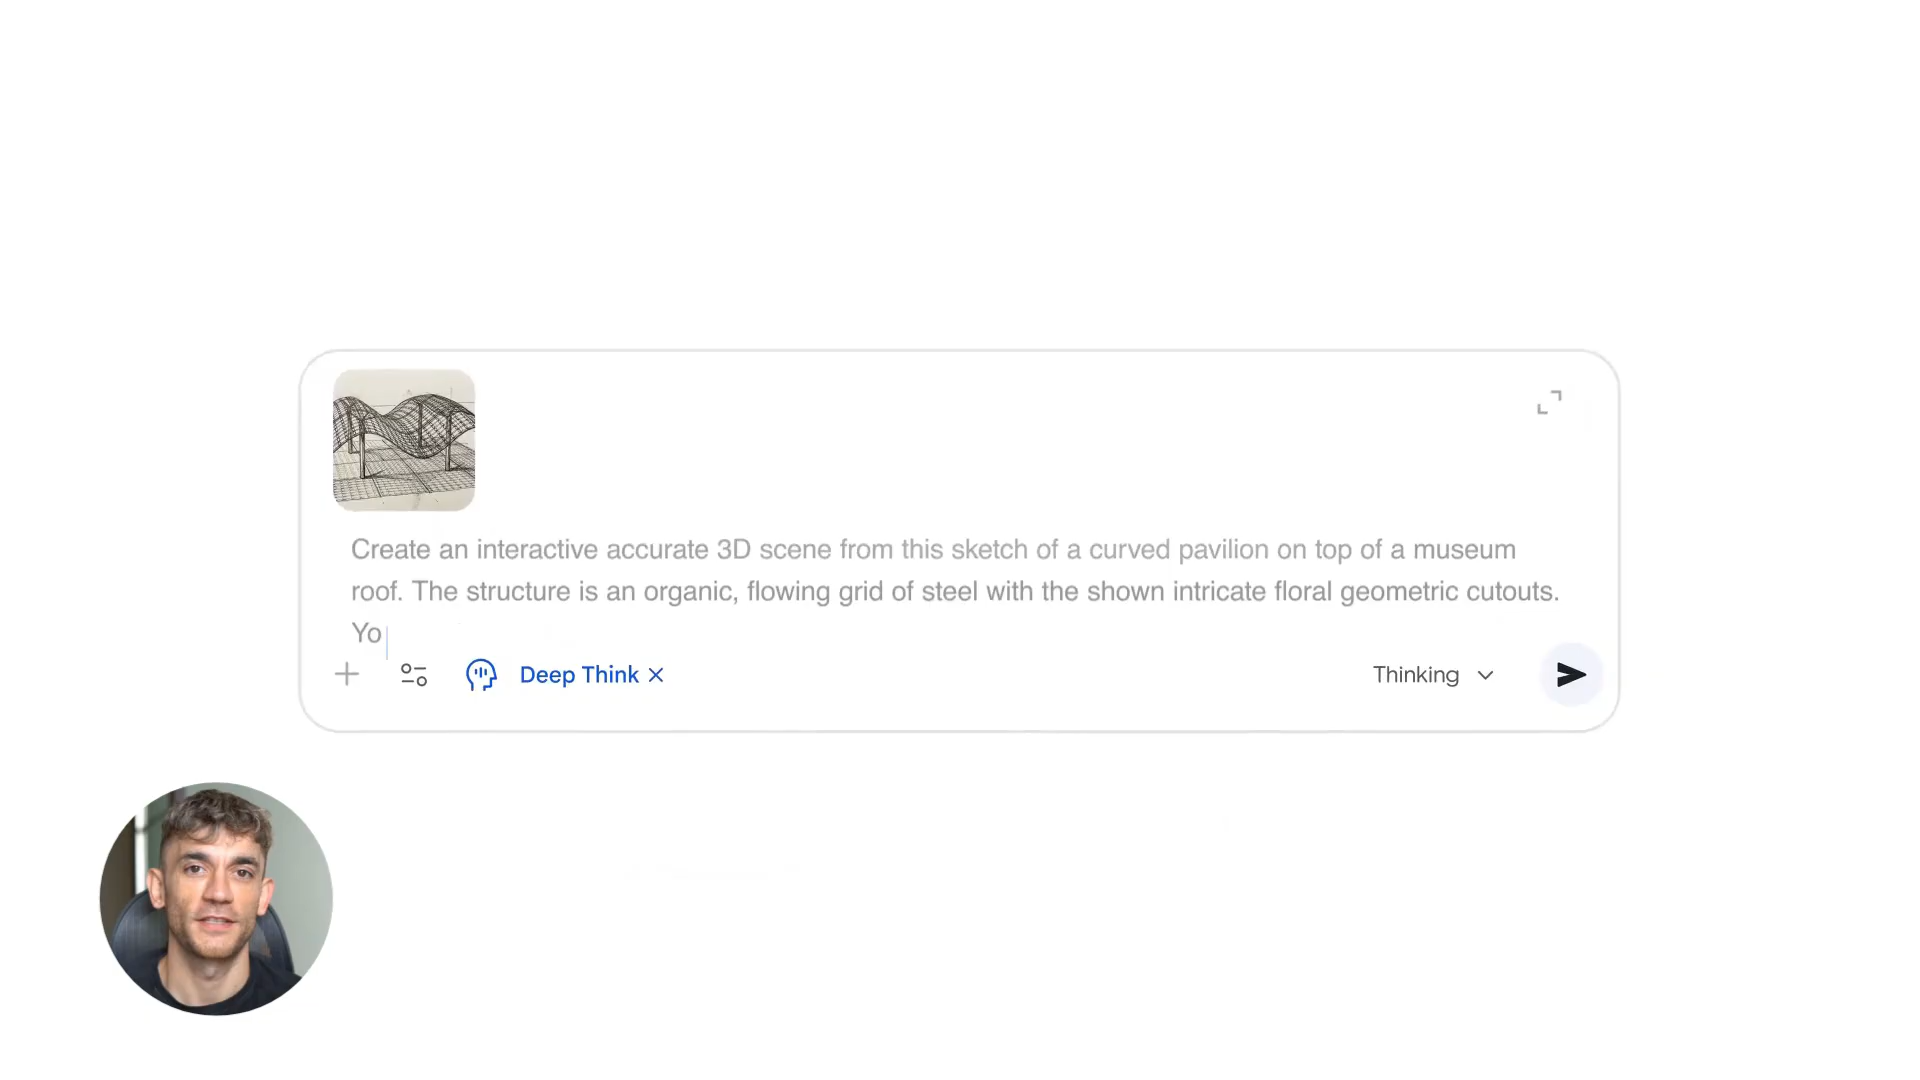 Create an interactive accurate 3D scene from this sketch of a curved pavilion on top of a museum
roof. The structure is an organic, flowing grid of steel with the shown intricate floral geometric cutouts.
Yo
Deep Think
Thinking